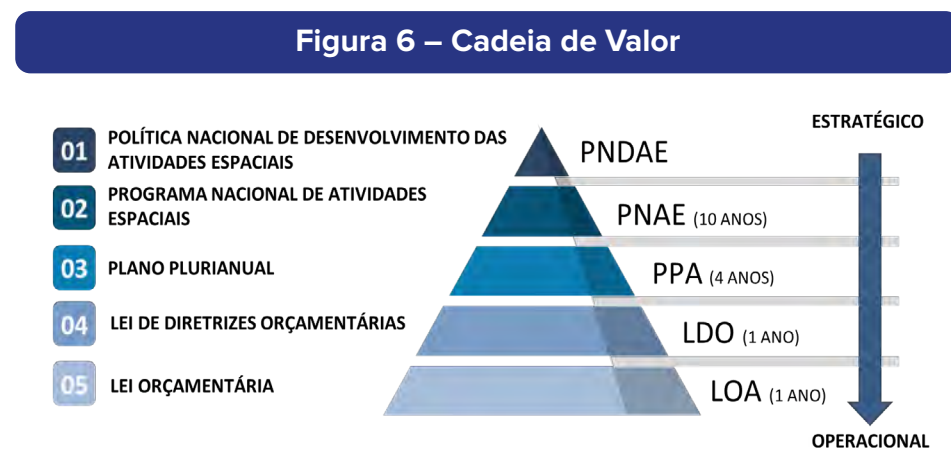 Figura 6 – Cadeia de Valor
ESTRATÉGICO
01
POLÍTICA NACIONAL DE DESENVOLVIMENTO DAS
ATIVIDADES ESPACIAIS
PNDAE
02
PROGRAMA NACIONAL DE ATIVIDADES
ESPACIAIS
PNAE (10 ANOS)
03
PLANO PLURIANUAL
PPA (4 ANOS)
04
LEI DE DIRETRIZES ORÇAMENTÁRIAS
LDO (1 ANO)
05
LEI ORÇAMENTÁRIA
LOA (1 ANO)
OPERACIONAL